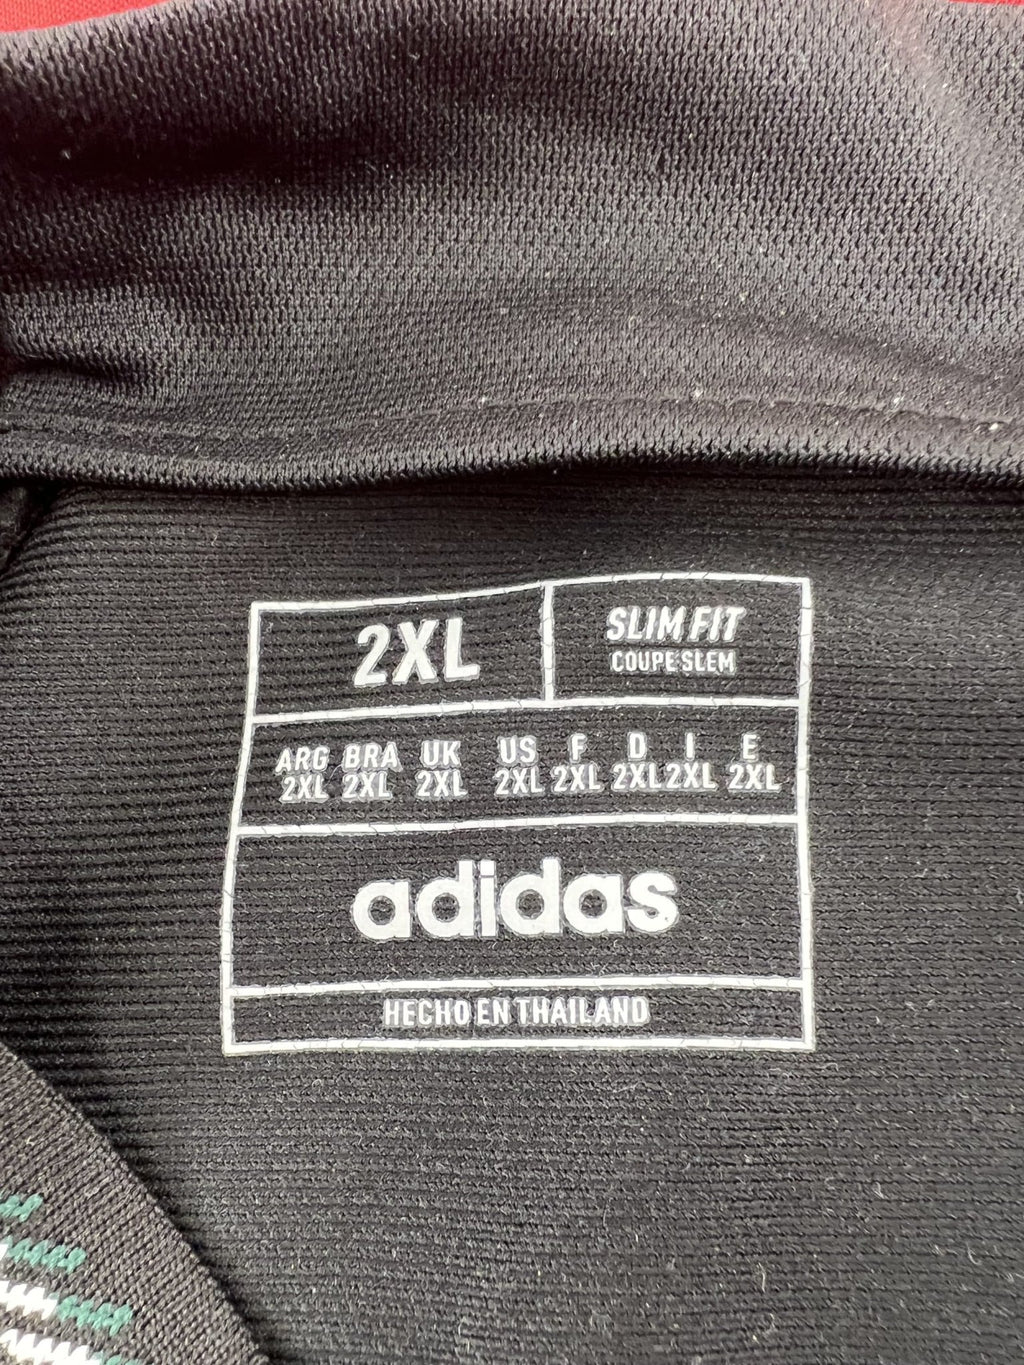 2XL
SLIM FIT
COUPE SLEM
ARG BRA UK US F D I E
2XL 2XL 2XL 2XL 2XL 2XL 2XL 2XL
adidas
HECHO EN THAILAND